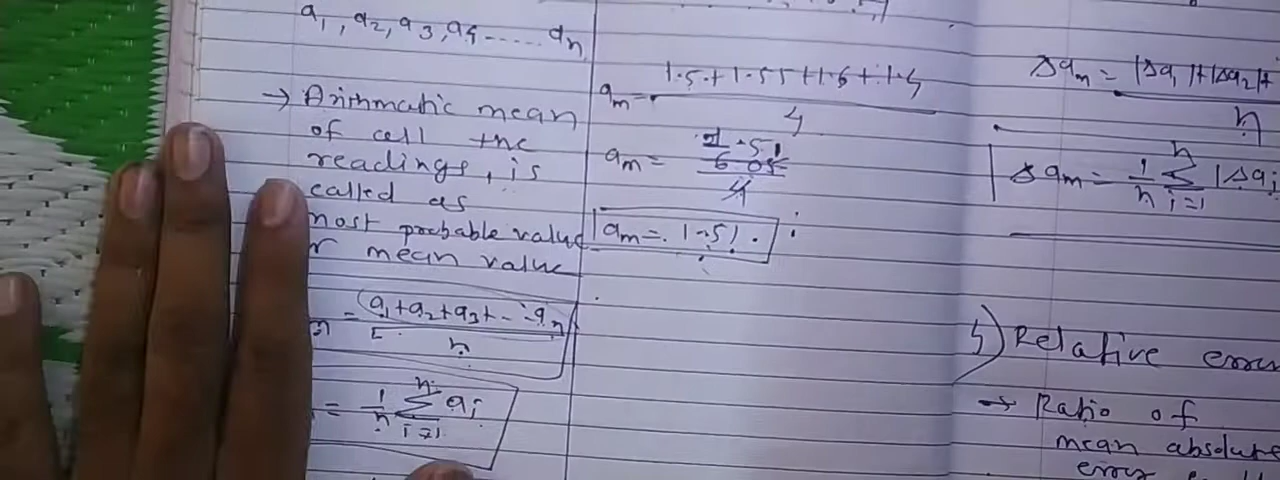 a1, a2, a3, a4 ..... an
→ Arithmatic mean
of cell the
readings, is
called as
most probable value
r mean value
= (a1+a2+a3+ - - an
n
= 1/n n∑i=1 ai
am = 1.5+1.55+1.6+1.4
4
am = 6.05
4
am = 1.51
Δam = |Δa1|+|Δa2|+
n
Δam = 1/n n∑i=1 |Δai
Relative error
→ Ratio of
mean absolute
error